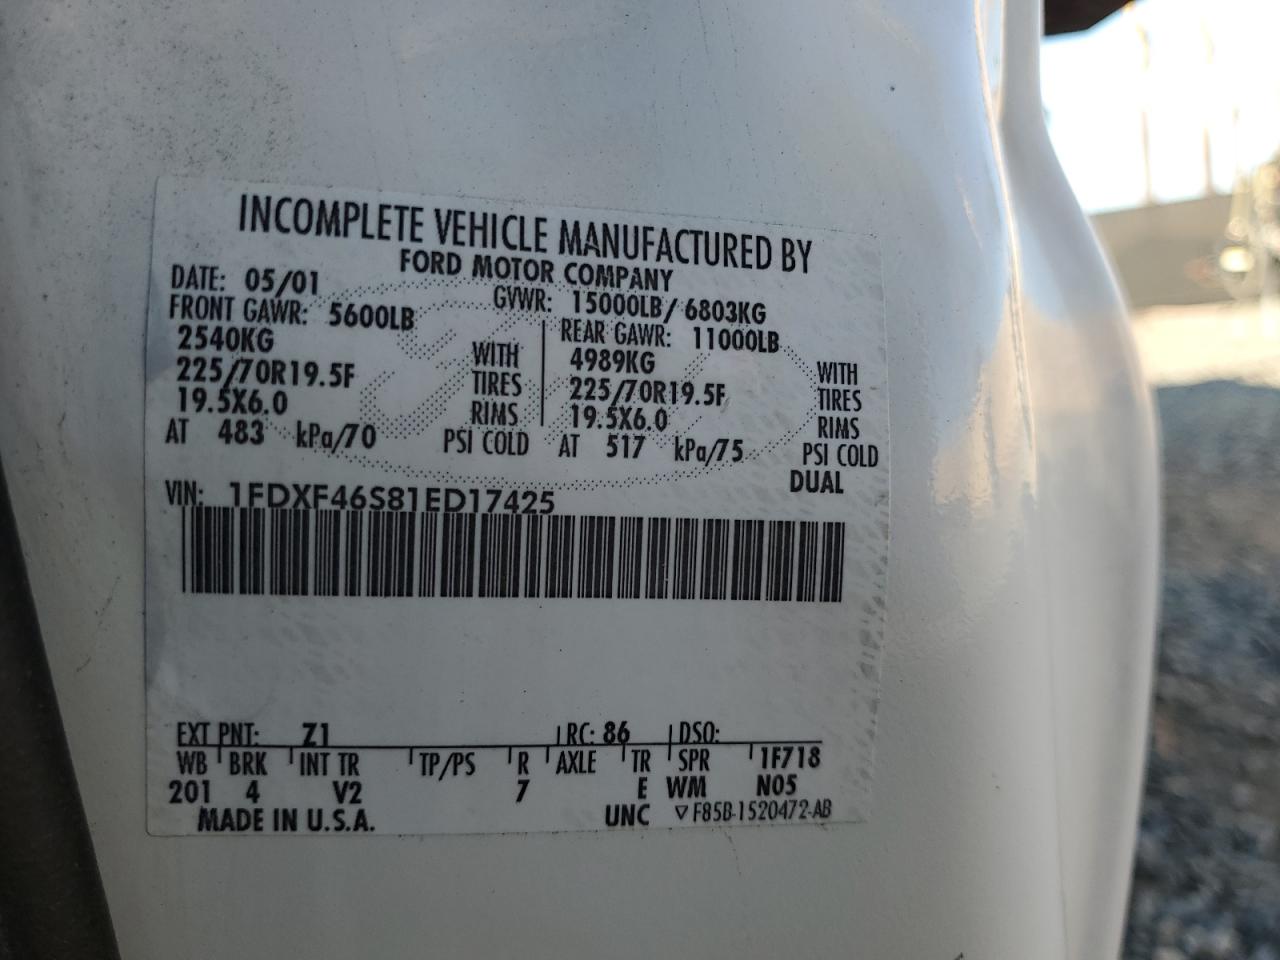 INCOMPLETE VEHICLE MANUFACTURED BY
FORD MOTOR COMPANY
DATE: 05/01 GVWR: 15000LB/ 6803KG
FRONT GAWR: 5600LB REAR GAWR: 11000LB
2540KG WITH 4989KG WITH
225/70R19.5F TIRES 225/70R19.5F TIRES
19.5X6.0 RIMS 19.5X6.0 RIMS
AT 483 kPa/70 PSI COLD AT 517 kPa/75 PSI COLD
DUAL
VIN: 1FDXF46S81ED17425
EXT PNT: Z1 RC: 86 DSO:
WB BRK INT TR TP/PS R AXLE TR SPR 1F718
201 4 V2 7 E WM N05
MADE IN U.S.A. UNC ▽ F85B-1520472-AB